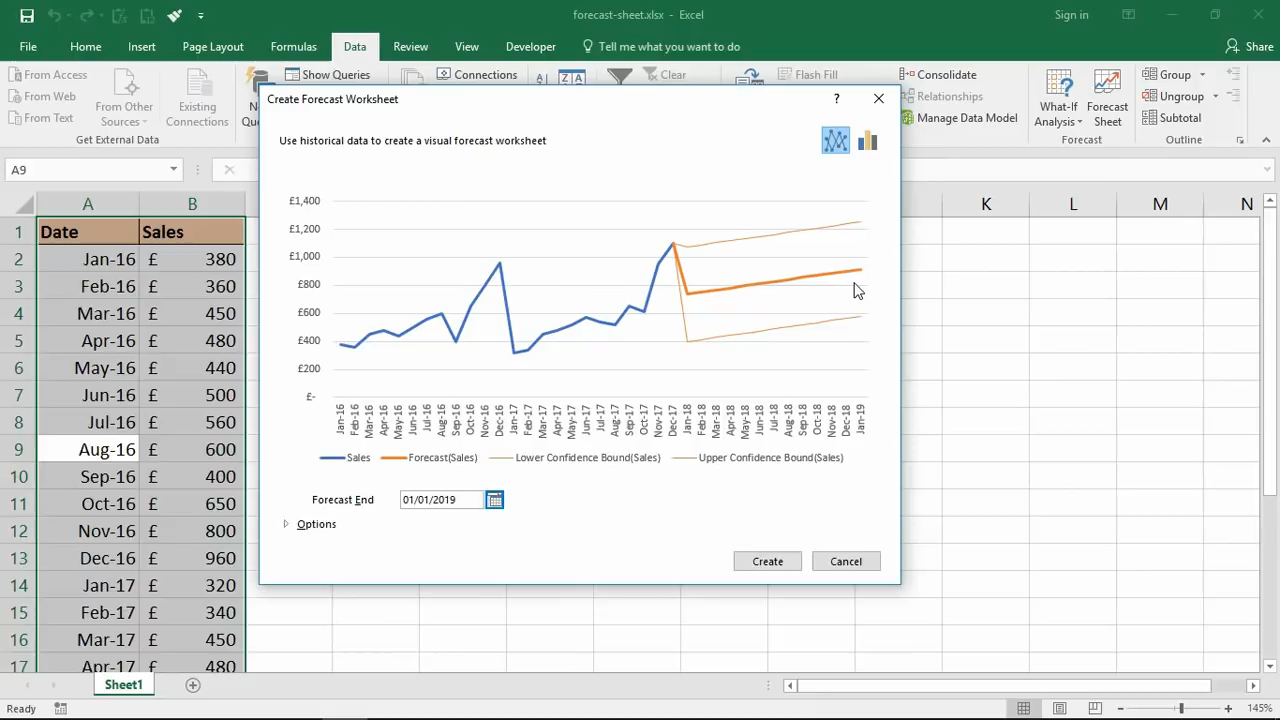 forecast-sheet.xlsx - Excel
Sign in
File Home Insert Page Layout Formulas Data Review View Developer Tell me what you want to do Share
From Access
From Web
From Text
From Other Sources
Existing Connections
Get External Data
Show Queries
Connections
Clear
Flash Fill
Consolidate
Relationships
Manage Data Model
What-If Analysis
Forecast Sheet
Forecast
Group
Ungroup
Subtotal
Outline
A9
Create Forecast Worksheet ?
Use historical data to create a visual forecast worksheet
£1,400
£1,200
£1,000
£800
£600
£400
£200
£-
Jan-16 Feb-16 Mar-16 Apr-16 May-16 Jun-16 Jul-16 Aug-16 Sep-16 Oct-16 Nov-16 Dec-16 Jan-17 Feb-17 Mar-17 Apr-17 May-17 Jun-17 Jul-17 Aug-17 Sep-17 Oct-17 Nov-17 Dec-17 Jan-18 Feb-18 Mar-18 Apr-18 May-18 Jun-18 Jul-18 Aug-18 Sep-18 Oct-18 Nov-18 Dec-18 Jan-19
Sales Forecast(Sales) Lower Confidence Bound(Sales) Upper Confidence Bound(Sales)
Forecast End 01/01/2019
Options
Create Cancel
A B K L M N
1 Date Sales
2 Jan-16 £ 380
3 Feb-16 £ 360
4 Mar-16 £ 450
5 Apr-16 £ 480
6 May-16 £ 440
7 Jun-16 £ 500
8 Jul-16 £ 560
9 Aug-16 £ 600
10 Sep-16 £ 400
11 Oct-16 £ 650
12 Nov-16 £ 800
13 Dec-16 £ 960
14 Jan-17 £ 320
15 Feb-17 £ 340
16 Mar-17 £ 450
17 Apr-17 £ 480
Sheet1
Ready 145%